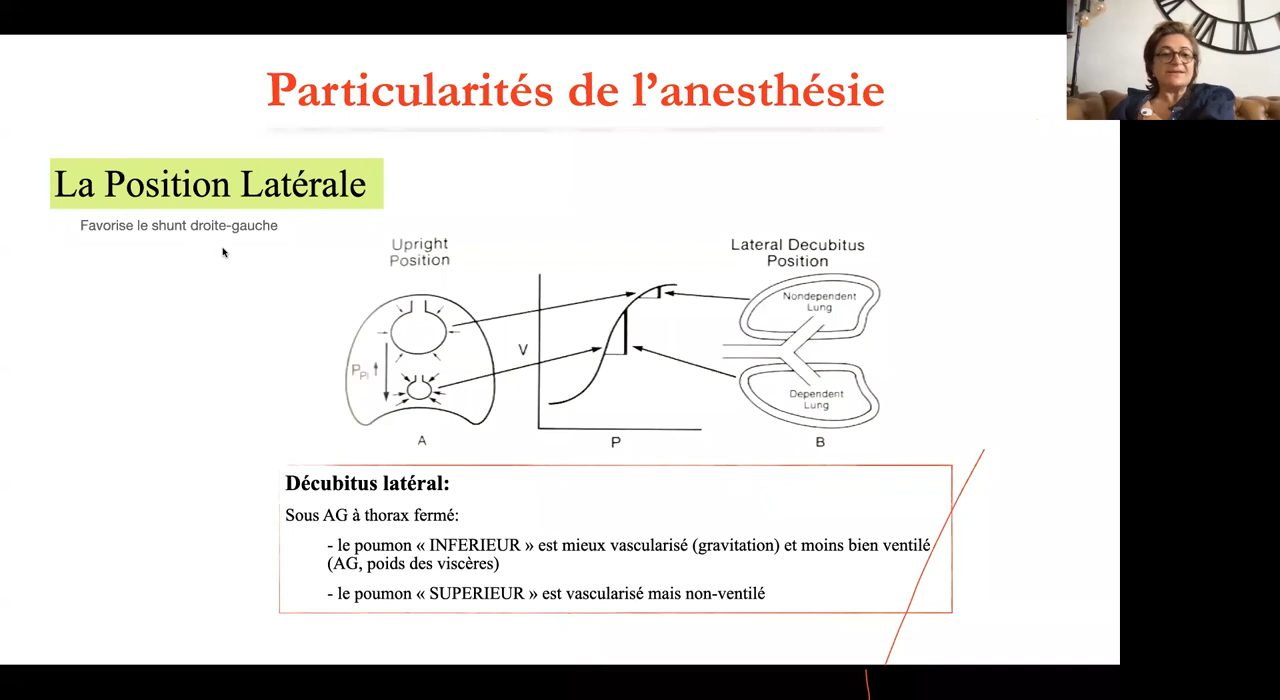 Particularités de l’anesthésie
La Position Latérale
Favorise le shunt droite-gauche
Upright
Position
Lateral Decubitus
Position
Nondependent
Lung
V
PPl ↑
Dependent
Lung
A
P
B
Décubitus latéral:
Sous AG à thorax fermé:
- le poumon « INFERIEUR » est mieux vascularisé (gravitation) et moins bien ventilé
(AG, poids des viscères)
- le poumon « SUPERIEUR » est vascularisé mais non-ventilé